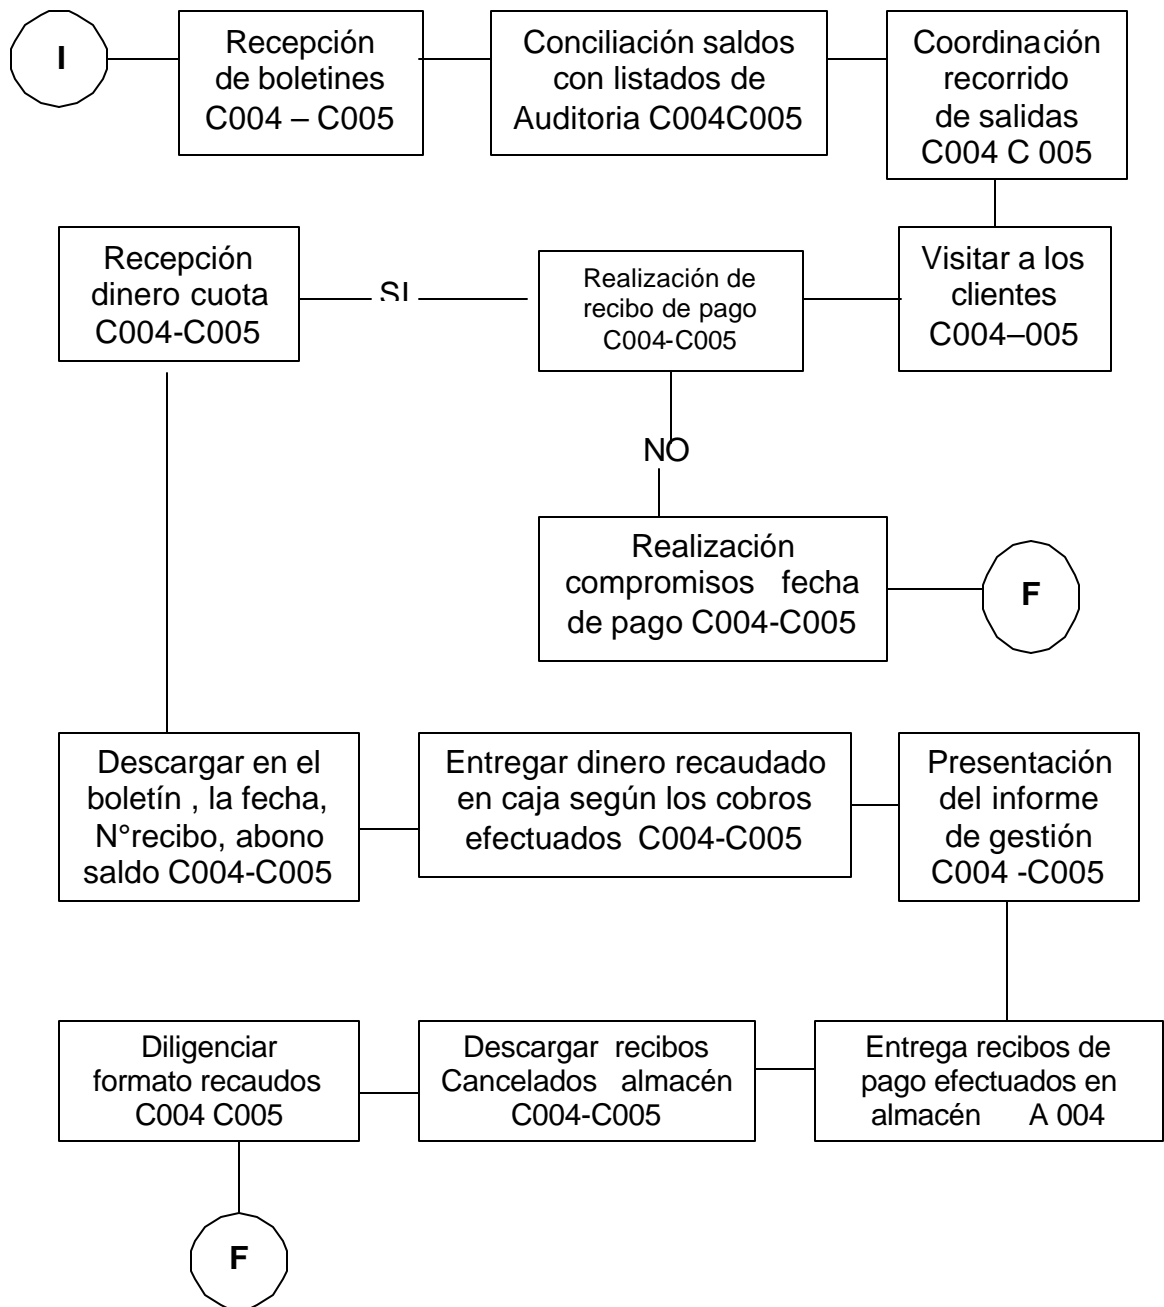 I
Recepción
de boletines
C004 – C005
Conciliación saldos
con listados de
Auditoria C004C005
Coordinación
recorrido
de salidas
C004 C 005
Recepción
dinero cuota
C004-C005
SI
Realización de
recibo de pago
C004-C005
Visitar a los
clientes
C004–005
NO
Realización
compromisos fecha
de pago C004-C005
F
Descargar en el
boletín , la fecha,
N°recibo, abono
saldo C004-C005
Entregar dinero recaudado
en caja según los cobros
efectuados C004-C005
Presentación
del informe
de gestión
C004 -C005
Diligenciar
formato recaudos
C004 C005
Descargar recibos
Cancelados almacén
C004-C005
Entrega recibos de
pago efectuados en
almacén A 004
F